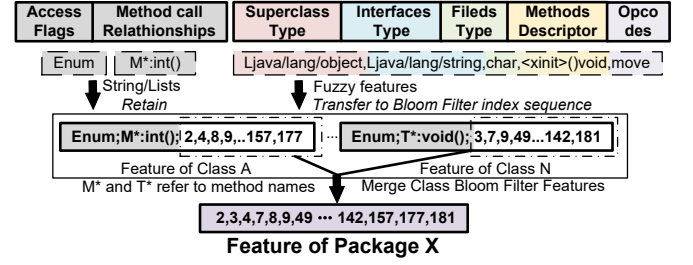 Access Flags
Method call Relathionships
Superclass Type
Interfaces Type
Fileds Type
Methods Descriptor
Opco des
Enum
M*:int()
Ljava/lang/object,Ljava/lang/string,char,<xinit>()void,move
String/Lists
Retain
Fuzzy features
Transfer to Bloom Filter index sequence
Enum;M*:int(); 2,4,8,9,..157,177
...
Enum;T*:void(); 3,7,9,49...142,181
Feature of Class A
Feature of Class N
M* and T* refer to method names
Merge Class Bloom Filter Features
2,3,4,7,8,9,49 ··· 142,157,177,181
Feature of Package X